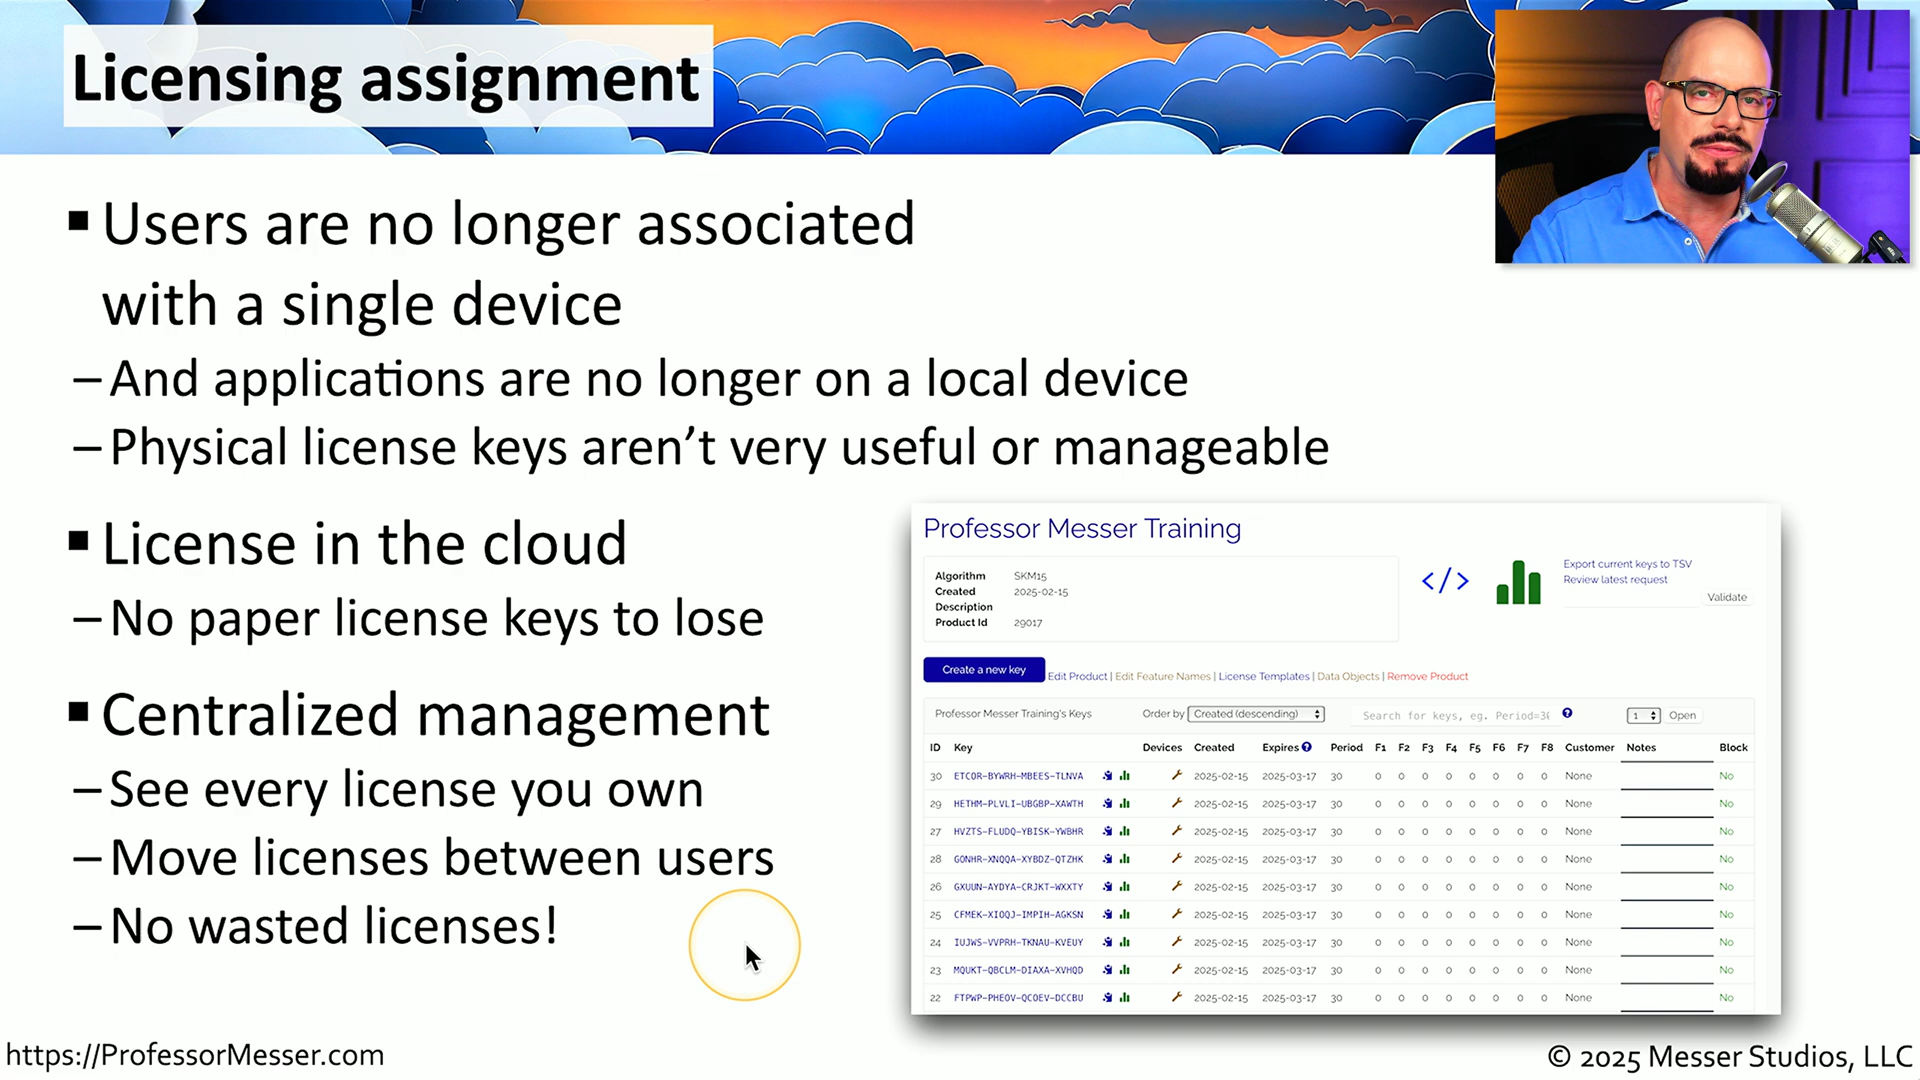 Licensing assignment
▪ Users are no longer associated
with a single device
– And applications are no longer on a local device
– Physical license keys aren't very useful or manageable
▪ License in the cloud
– No paper license keys to lose
▪ Centralized management
– See every license you own
– Move licenses between users
– No wasted licenses!
Professor Messer Training
Algorithm SKM15
Created 2025-02-15
Description
Product Id 29017
</>
Export current keys to TSV
Review latest request
Validate
Create a new key Edit Product | Edit Feature Names | License Templates | Data Objects | Remove Product
Professor Messer Training's Keys Order by Created (descending) Search for keys, eg. Period=30 ? 1 Open
ID Key Devices Created Expires ? Period F1 F2 F3 F4 F5 F6 F7 F8 Customer Notes Block
30 ETCOR-BYWRH-MBEES-TLNVA 2025-02-15 2025-03-17 30 0 0 0 0 0 0 0 0 None No
29 HETHM-PLVLI-UBGBP-XAWTH 2025-02-15 2025-03-17 30 0 0 0 0 0 0 0 0 None No
27 HVZTS-FLUDQ-YBISK-YWBHR 2025-02-15 2025-03-17 30 0 0 0 0 0 0 0 0 None No
28 GONHR-XNQQA-XYBDZ-QTZHK 2025-02-15 2025-03-17 30 0 0 0 0 0 0 0 0 None No
26 GXUUN-AYDYA-CRJKT-WXXTY 2025-02-15 2025-03-17 30 0 0 0 0 0 0 0 0 None No
25 CFMEK-XIOQJ-IMPIH-AGKSN 2025-02-15 2025-03-17 30 0 0 0 0 0 0 0 0 None No
24 IUJWS-VVPRH-TKNAU-KVEUY 2025-02-15 2025-03-17 30 0 0 0 0 0 0 0 0 None No
23 MQUKT-QBCLM-DIAXA-XVHQD 2025-02-15 2025-03-17 30 0 0 0 0 0 0 0 0 None No
22 FTPWP-PHEOV-QCOEV-DCCBU 2025-02-15 2025-03-17 30 0 0 0 0 0 0 0 0 None No
https://ProfessorMesser.com
© 2025 Messer Studios, LLC